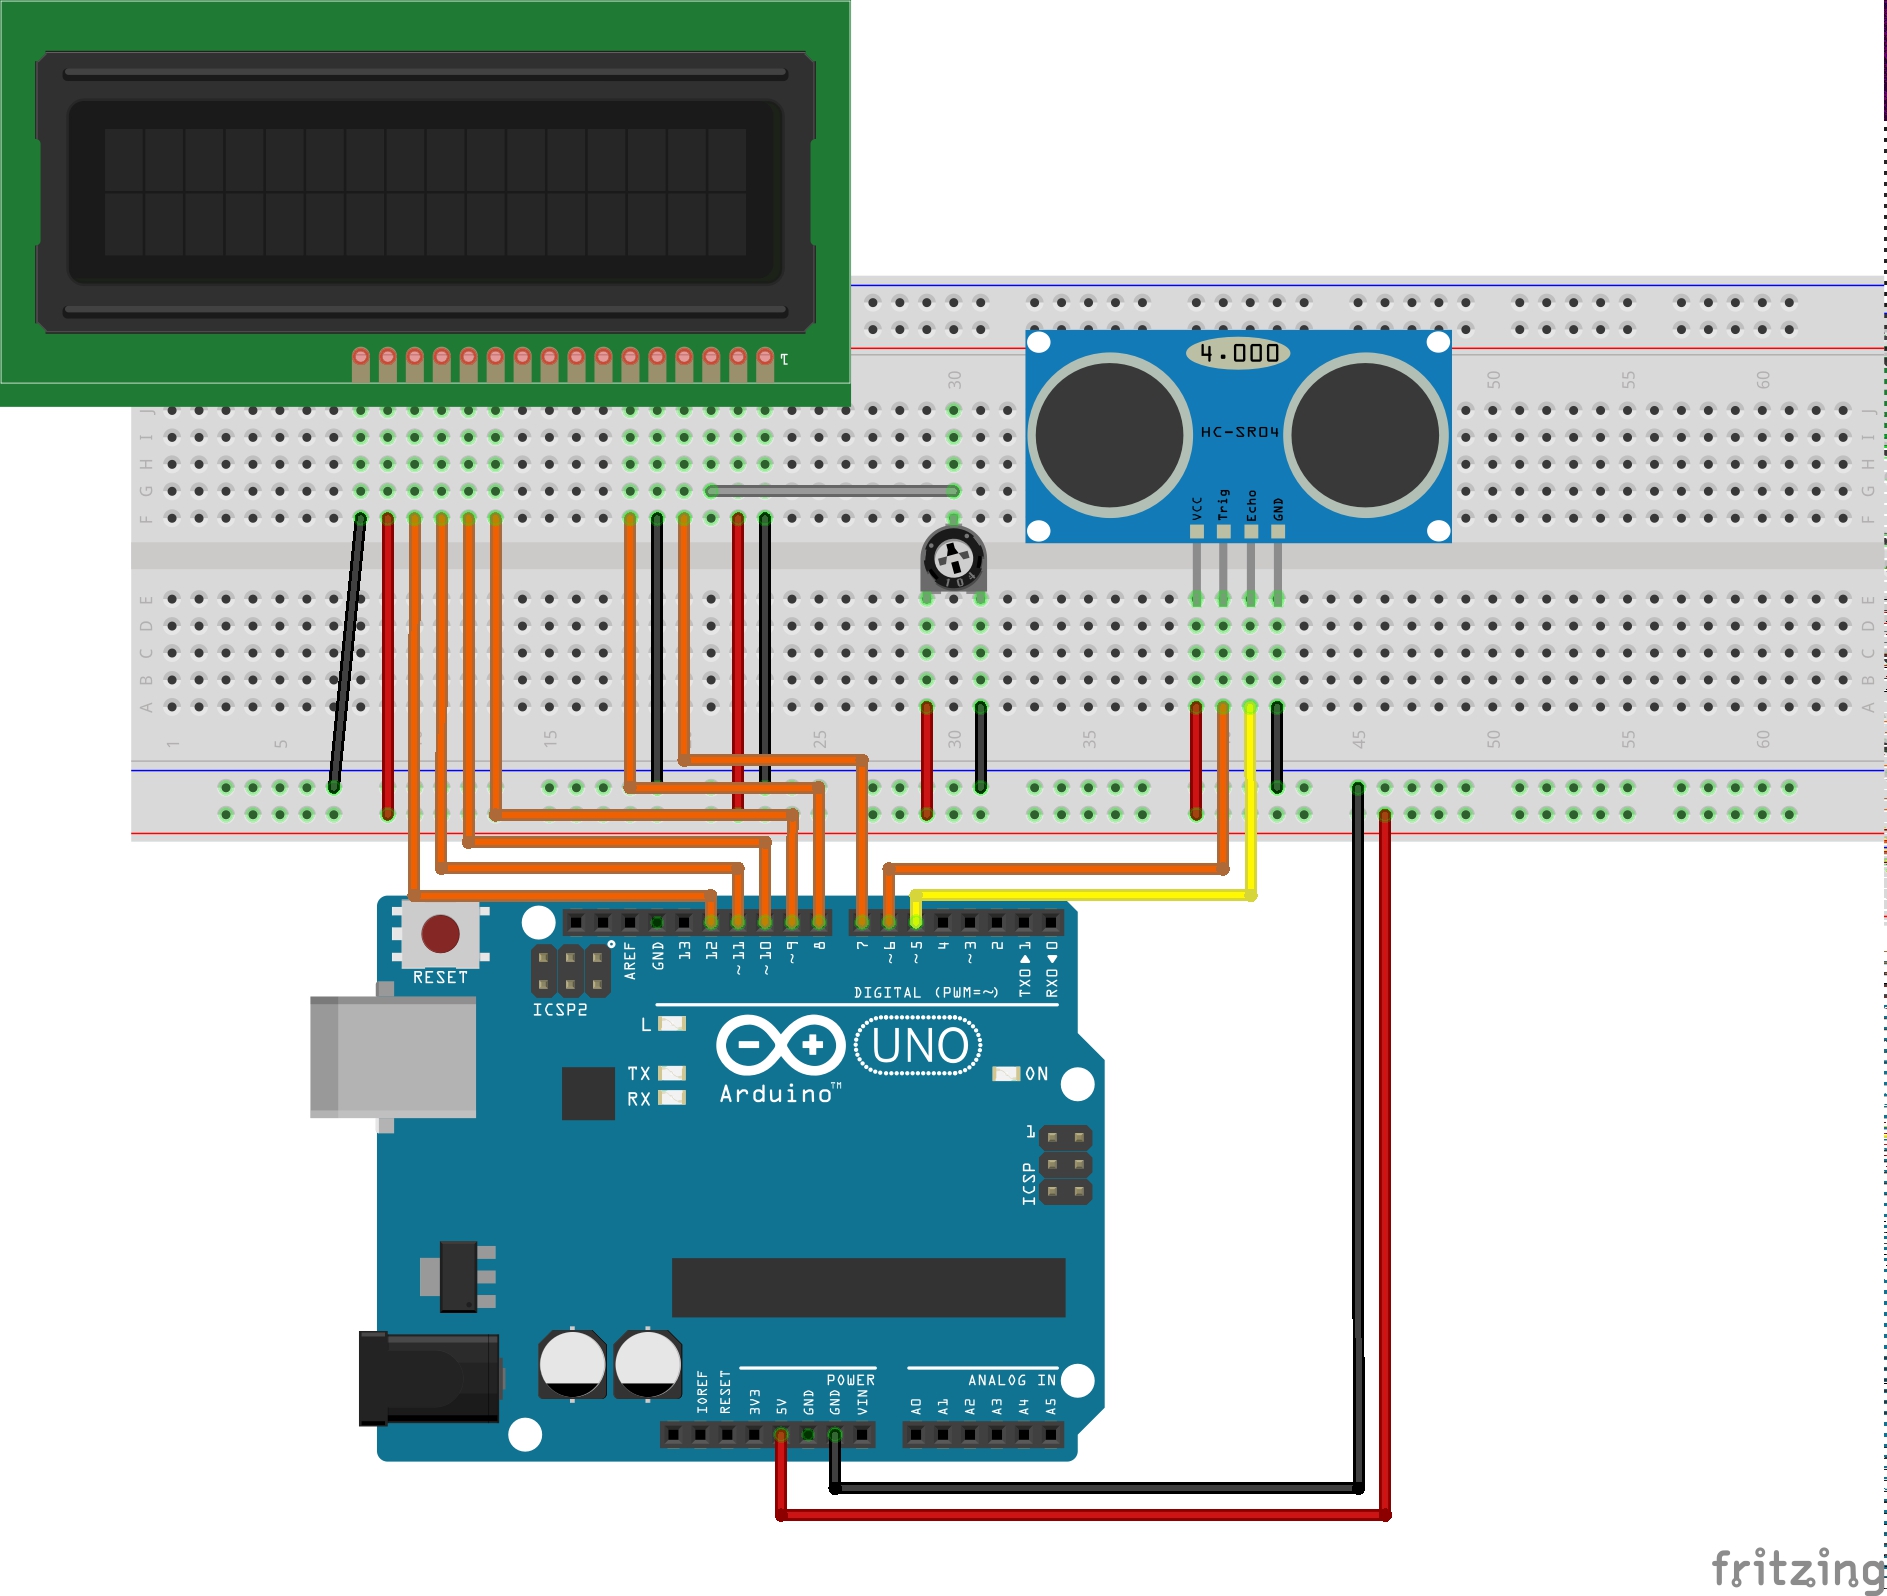 1
4.000
HC-SR04
VCC
Trig
Echo
GND
30
50
55
60
J
I
H
G
F
J
I
H
G
F
104
E
D
C
B
A
E
D
C
B
A
1
5
15
25
30
35
45
50
55
60
RESET
ICSP2
AREF
GND
13
12
~11
~10
~9
8
7
~6
~5
4
~3
2
TX0▶1
RX0◀0
DIGITAL (PWM=~)
L
TX
RX
UNO
Arduino™
ON
1
ICSP
POWER
ANALOG IN
IOREF
RESET
3V3
5V
GND
GND
VIN
A0
A1
A2
A3
A4
A5
fritzing